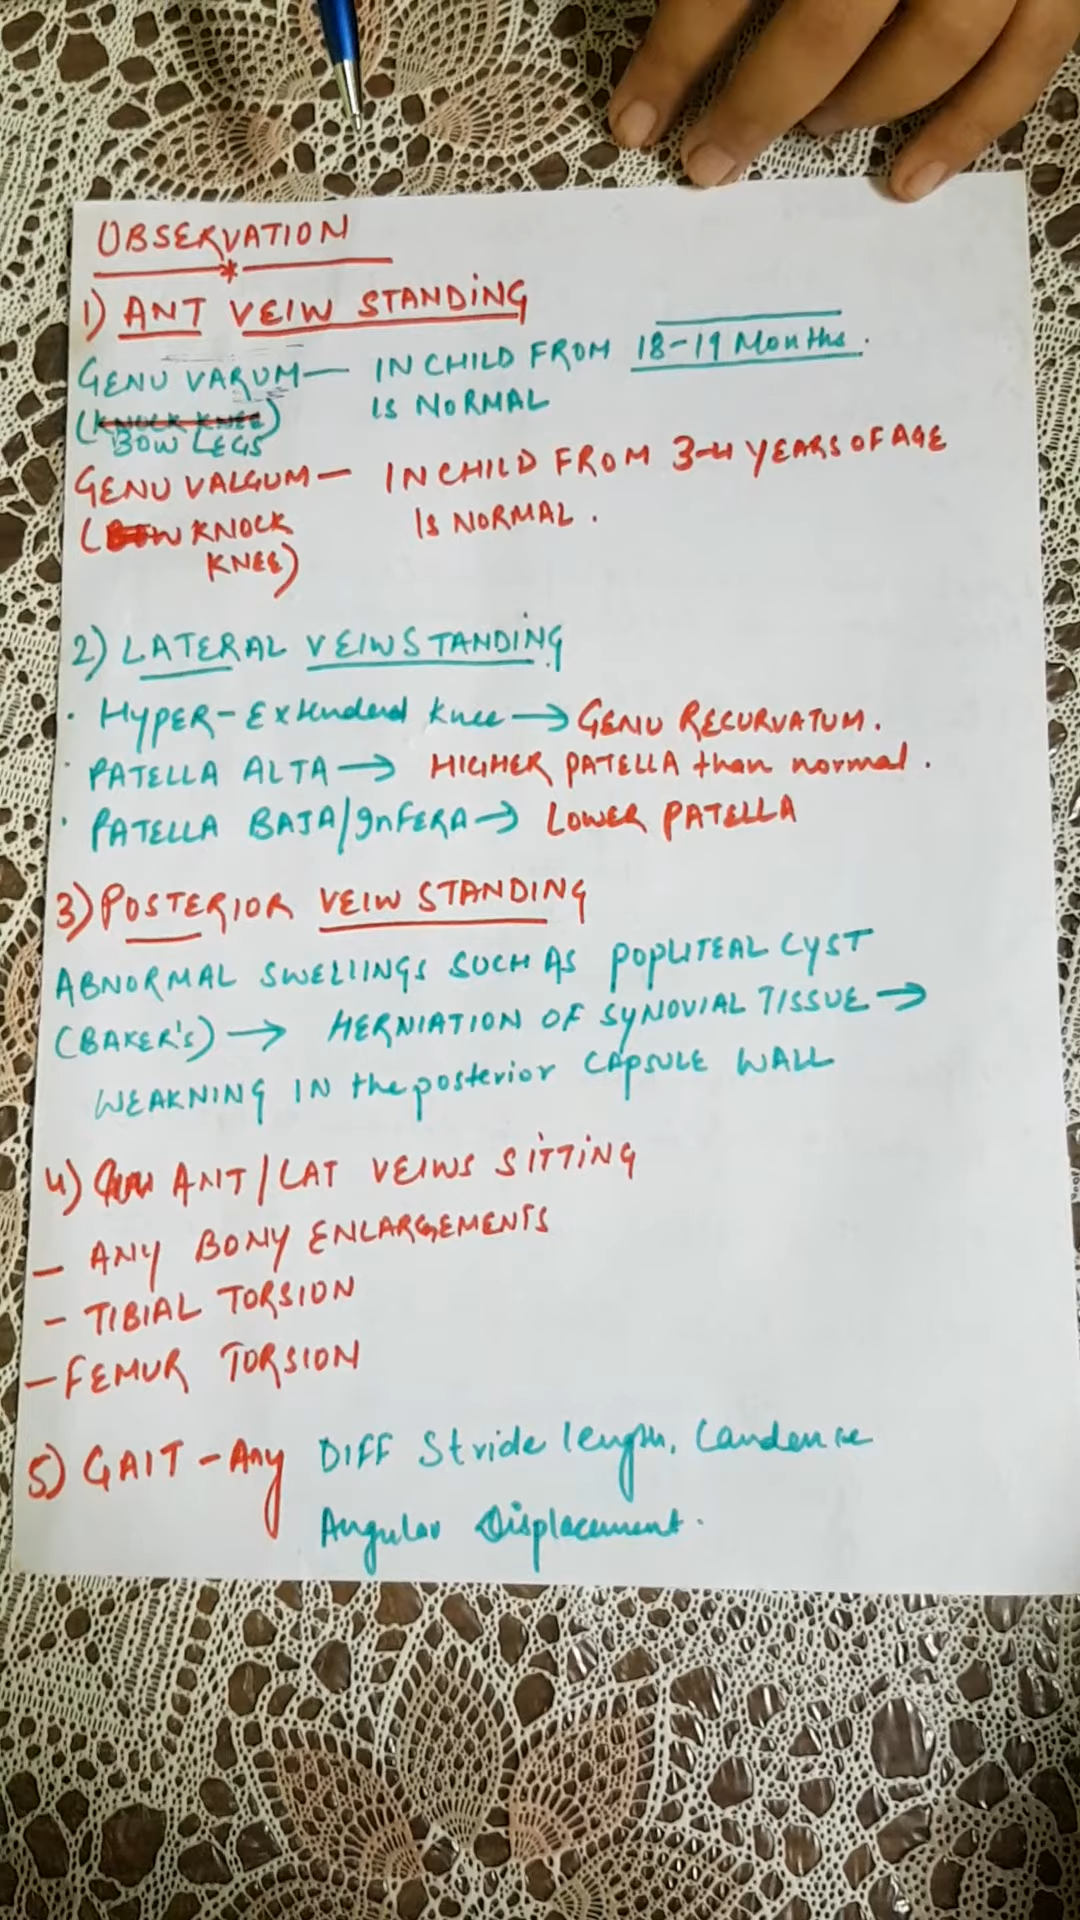 OBSERVATION
1) ANT VEIW STANDING
GENU VARUM — IN CHILD FROM 18-19 Months.
(KNOCK KNEE) IS NORMAL
BOW LEGS
GENU VALGUM — IN CHILD FROM 3-4 YEARS OF AGE
(BOW KNOCK IS NORMAL.
KNEE)
2) LATERAL VEIW STANDING
· HYPER-Extended Knee → GENU RECURVATUM.
· PATELLA ALTA → HIGHER PATELLA than normal.
· PATELLA BAJA/INFERA → LOWER PATELLA
3) POSTERIOR VEIW STANDING
ABNORMAL SWELLINGS SUCH AS POPLITEAL CYST
(BAKER'S) → HERNIATION OF SYNOVIAL TISSUE →
WEAKNING IN the posterior CAPSULE WALL
4) ANT/LAT VEIWS SITTING
- ANY BONY ENLARGEMENTS
- TIBIAL TORSION
- FEMUR TORSION
5) GAIT - Any DIFF Stride length,
Angular Displacement.